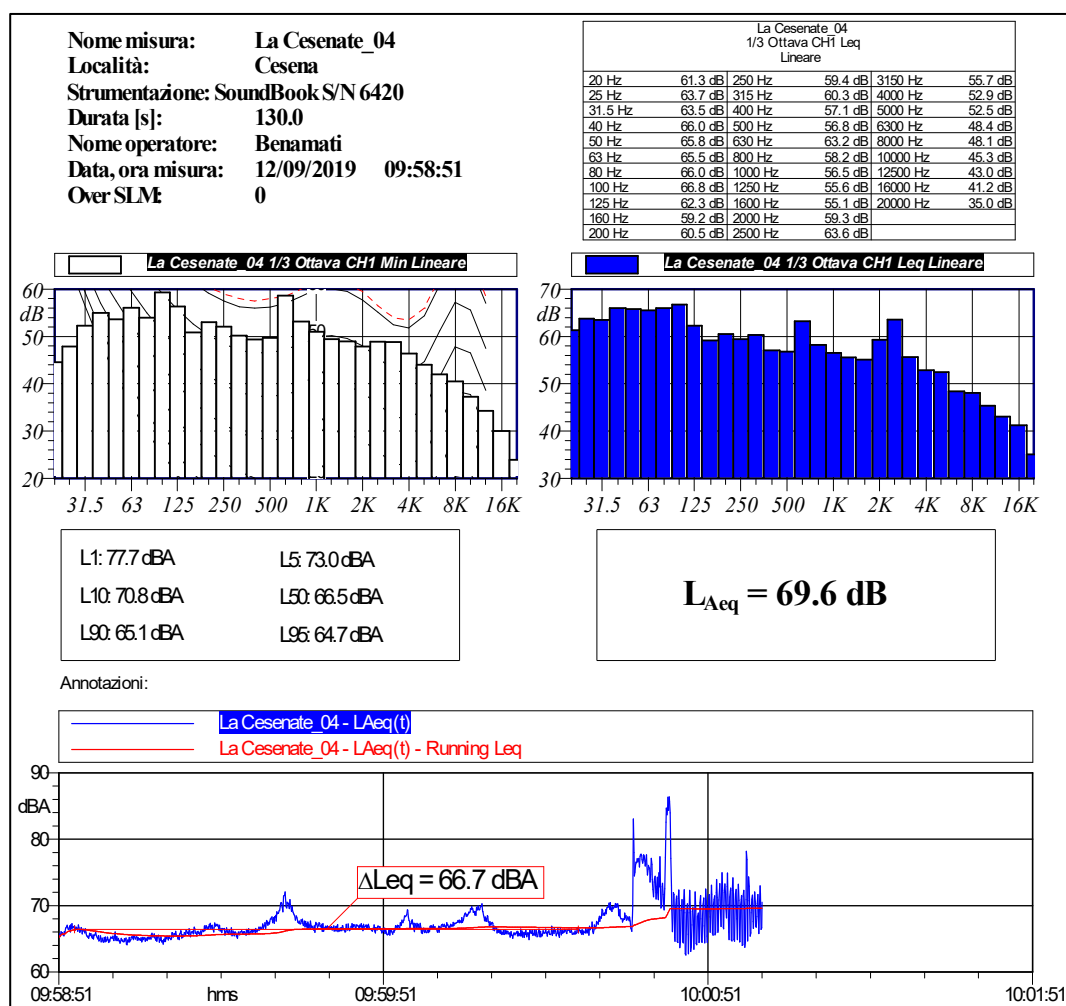 Nome misura: La Cesenate_04
Località: Cesena
Strumentazione: SoundBook S/N 6420
Durata [s]: 130.0
Nome operatore: Benamati
Data, ora misura: 12/09/2019 09:58:51
Over SLM: 0
La Cesenate_04
1/3 Ottava CH1 Leq
Lineare
20 Hz 61.3 dB 250 Hz 59.4 dB 3150 Hz 55.7 dB
25 Hz 63.7 dB 315 Hz 60.3 dB 4000 Hz 52.9 dB
31.5 Hz 63.5 dB 400 Hz 57.1 dB 5000 Hz 52.5 dB
40 Hz 66.0 dB 500 Hz 56.8 dB 6300 Hz 48.4 dB
50 Hz 65.8 dB 630 Hz 63.2 dB 8000 Hz 48.1 dB
63 Hz 65.5 dB 800 Hz 58.2 dB 10000 Hz 45.3 dB
80 Hz 66.0 dB 1000 Hz 56.5 dB 12500 Hz 43.0 dB
100 Hz 66.8 dB 1250 Hz 55.6 dB 16000 Hz 41.2 dB
125 Hz 62.3 dB 1600 Hz 55.1 dB 20000 Hz 35.0 dB
160 Hz 59.2 dB 2000 Hz 59.3 dB
200 Hz 60.5 dB 2500 Hz 63.6 dB
La Cesenate_04 1/3 Ottava CH1 Min Lineare
60
dB
50
40
30
20
31.5 63 125 250 500 1K 2K 4K 8K 16K
La Cesenate_04 1/3 Ottava CH1 Leq Lineare
70
dB
60
50
40
30
31.5 63 125 250 500 1K 2K 4K 8K 16K
L1: 77.7 dBA L5: 73.0 dBA
L10: 70.8 dBA L50: 66.5 dBA
L90: 65.1 dBA L95: 64.7 dBA
LAeq = 69.6 dB
Annotazioni:
La Cesenate_04 - LAeq(t)
La Cesenate_04 - LAeq(t) - Running Leq
90
dBA
80
ΔLeq = 66.7 dBA
70
60
09:58:51 hms 09:59:51 10:00:51 10:01:51